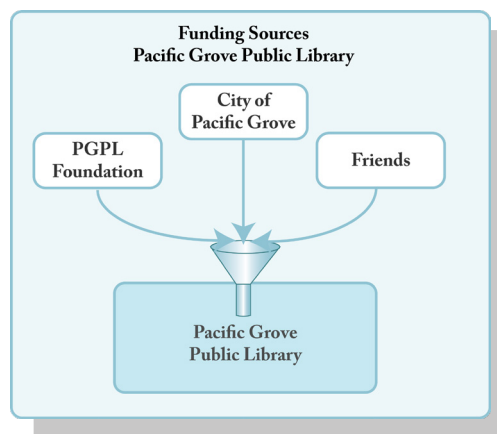 Funding Sources
Pacific Grove Public Library
City of
Pacific Grove
PGPL
Foundation
Friends
Pacific Grove
Public Library